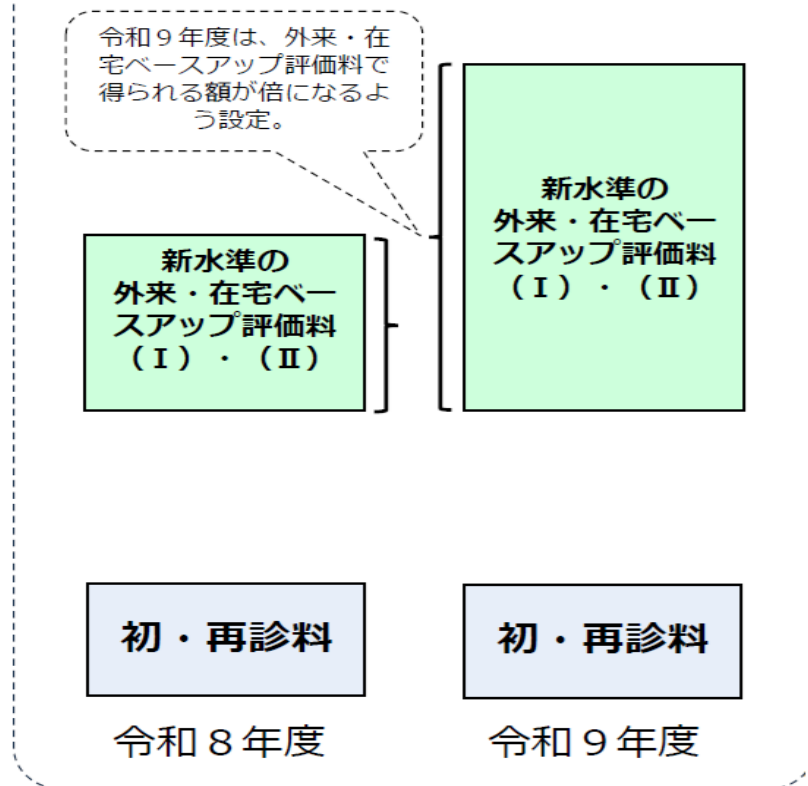 令和９年度は、外来・在
宅ベースアップ評価料で
得られる額が倍になるよ
う設定。
新水準の
外来・在宅ベー
スアップ評価料
（Ⅰ）・（Ⅱ）
新水準の
外来・在宅ベー
スアップ評価料
（Ⅰ）・（Ⅱ）
初・再診料
初・再診料
令和８年度
令和９年度